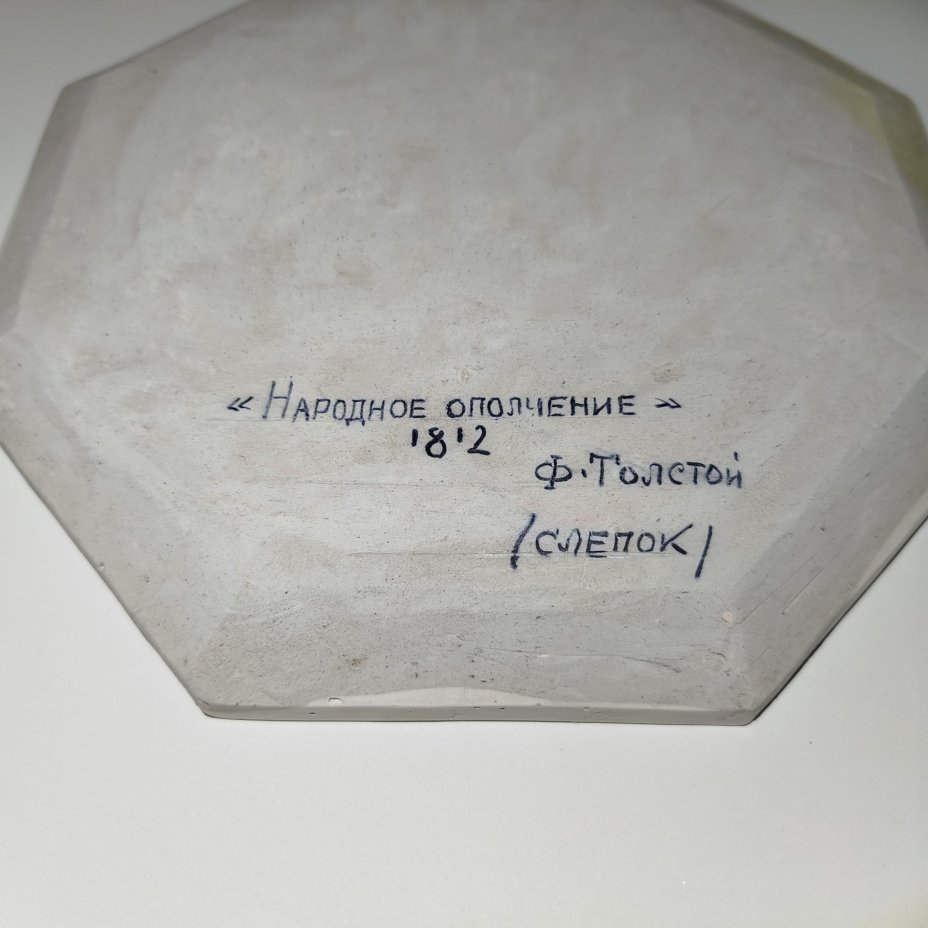 « Народное ополчение »
1812
Ф. Толстой
/слепок/